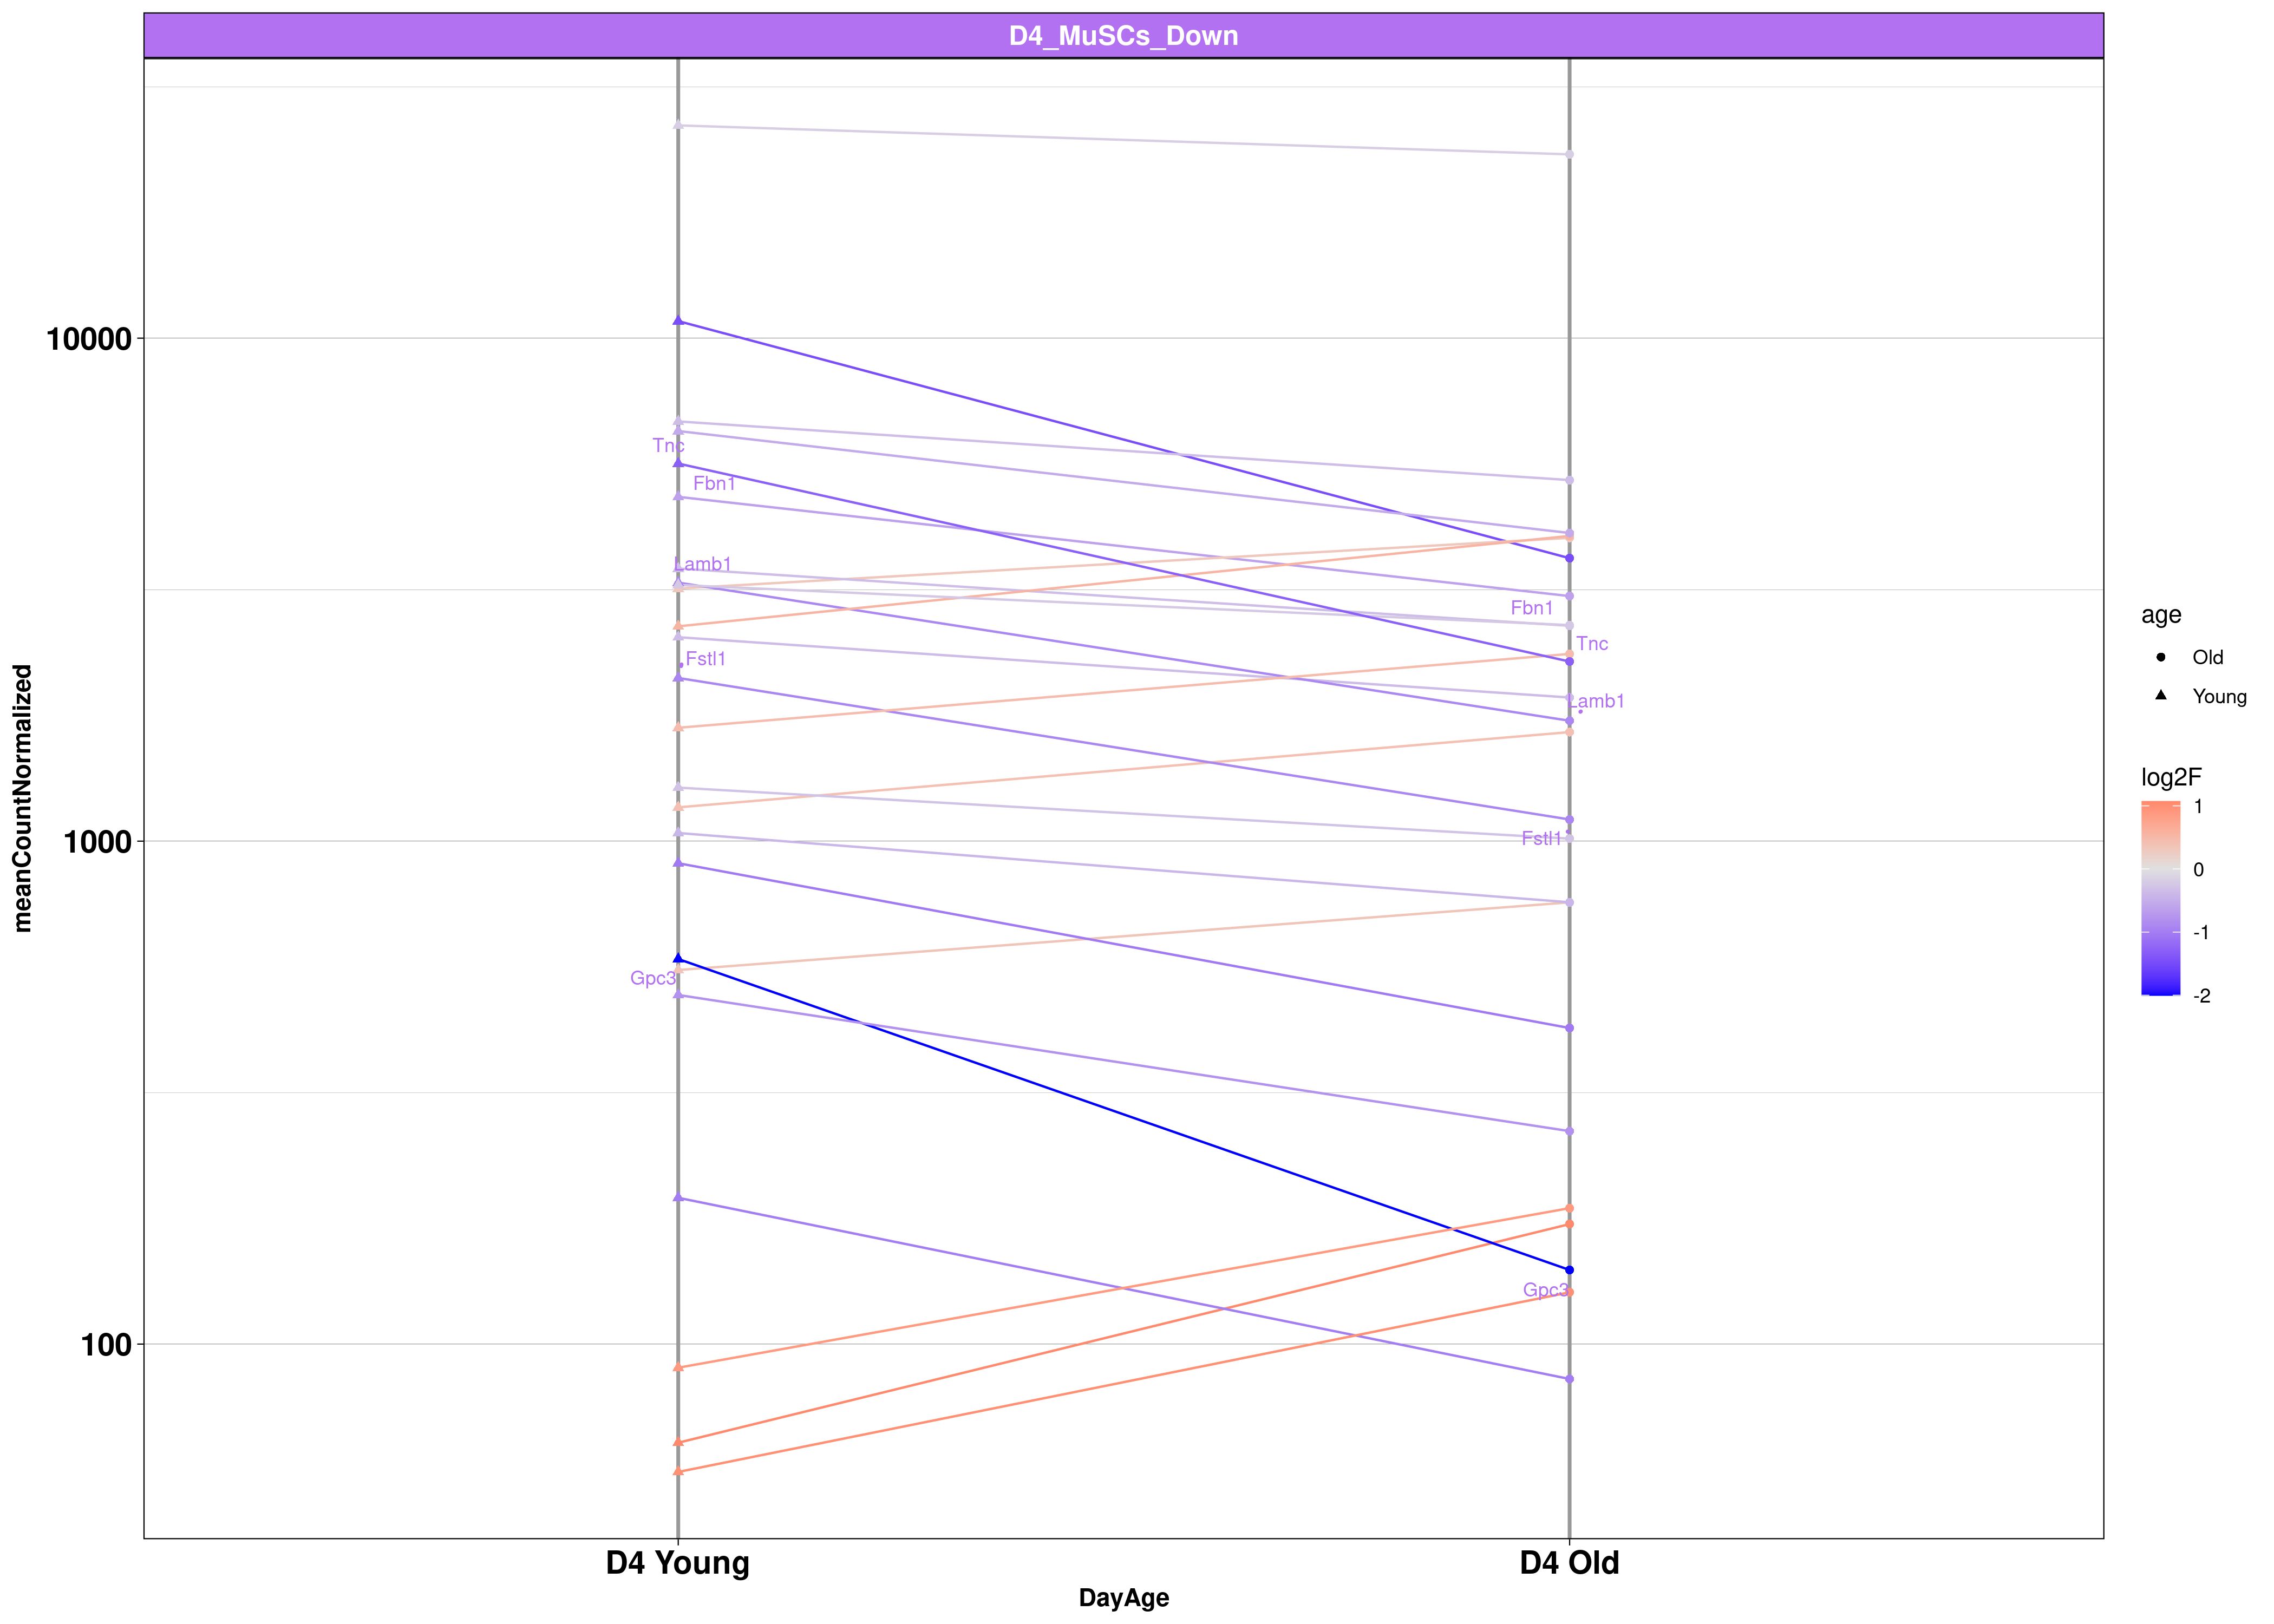 D4_MuSCs_Down
meanCountNormalized
10000
1000
100
Tnc
Fbn1
Lamb1
Fstl1
Gpc3
Fbn1
Tnc
Lamb1
Fstl1
Gpc3
D4 Young
D4 Old
DayAge
age
Old
Young
log2F
1
0
-1
-2